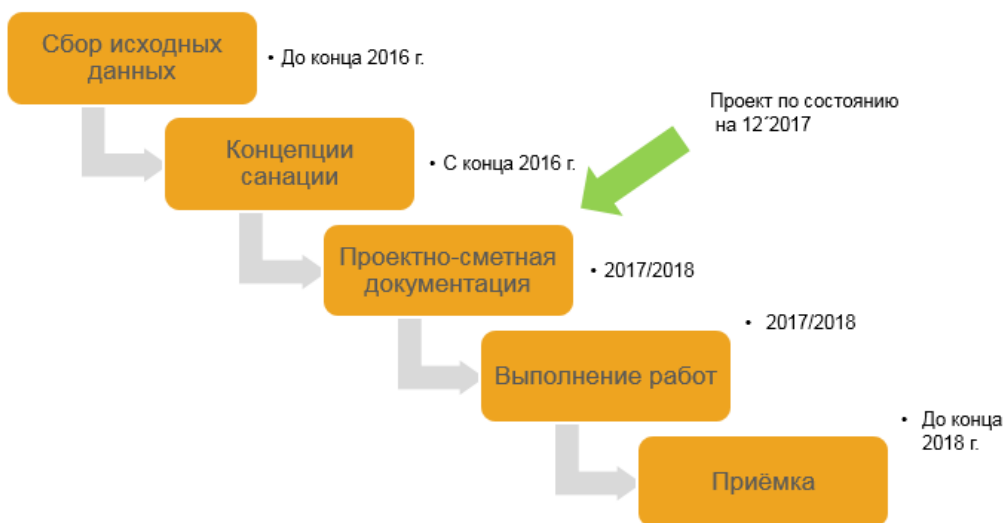 Сбор исходных
данных
• До конца 2016 г.
Проект по состоянию
на 12´2017
Концепции
санации
• С конца 2016 г.
Проектно-сметная
документация
• 2017/2018
• 2017/2018
Выполнение работ
• До конца
2018 г.
Приёмка